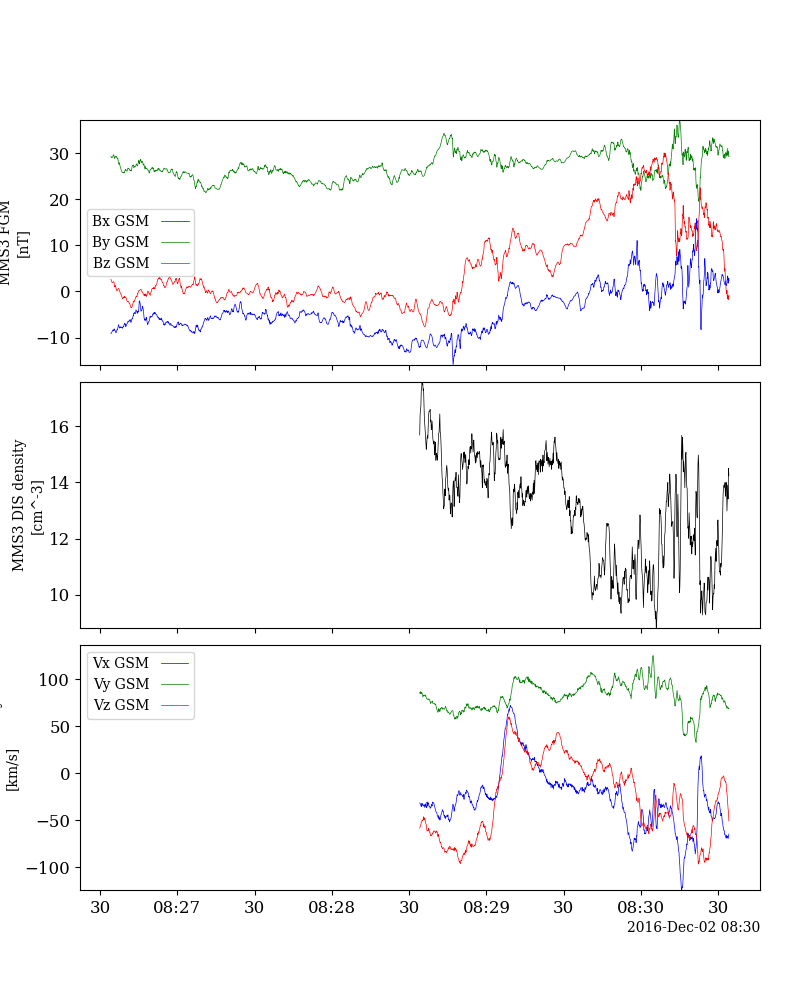 MMS3 FGM
[nT]
30
20
10
0
−10
Bx GSM
By GSM
Bz GSM
MMS3 DIS density
[cm^-3]
16
14
12
10
[km/s]
100
50
0
−50
−100
Vx GSM
Vy GSM
Vz GSM
30 08:27 30 08:28 30 08:29 30 08:30 30
2016-Dec-02 08:30